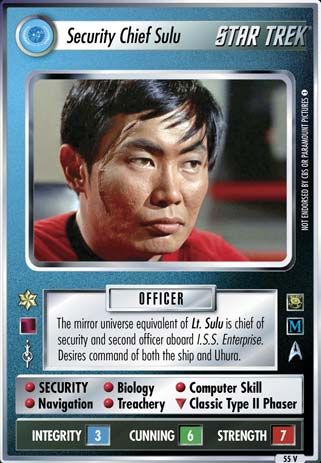 Security Chief Sulu
STAR TREK
NOT ENDORSED BY CBS OR PARAMOUNT PICTURES
OFFICER
The mirror universe equivalent of Lt. Sulu is chief of
security and second officer aboard I.S.S. Enterprise.
Desires command of both the ship and Uhura.
M
SECURITY Biology Computer Skill
Navigation Treachery Classic Type II Phaser
INTEGRITY 3 CUNNING 6 STRENGTH 7
55 V